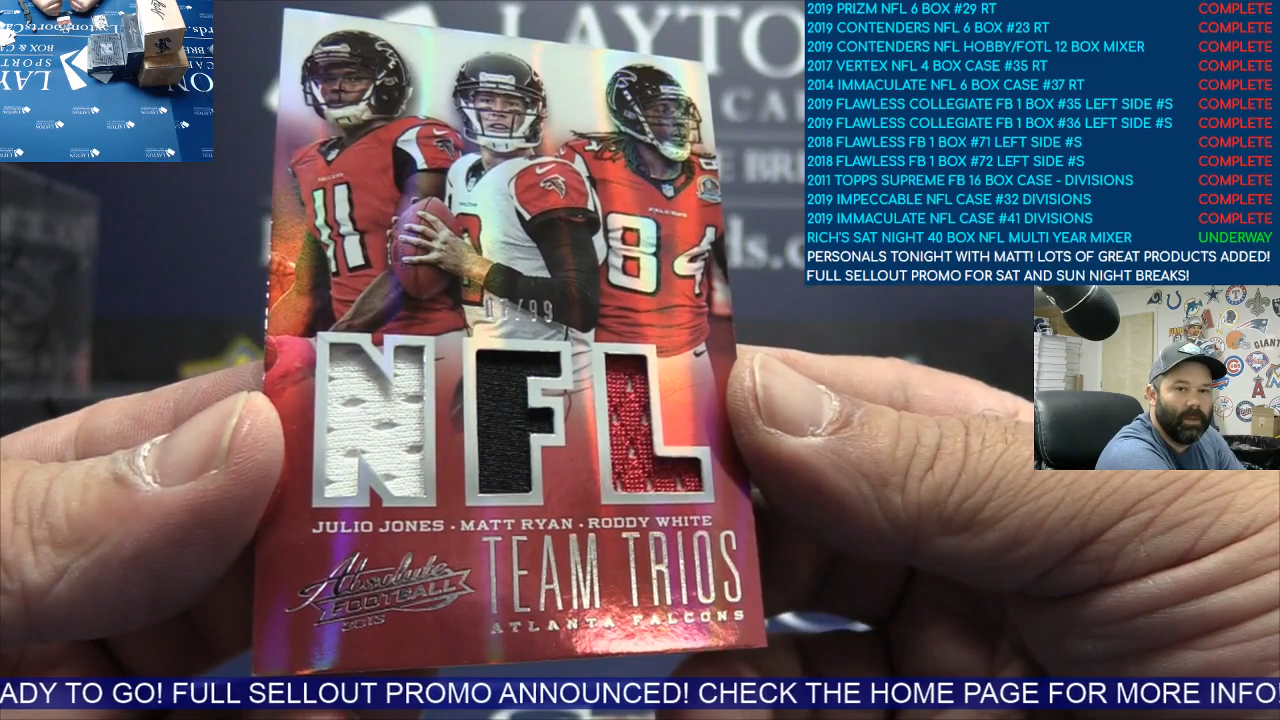 2019 PRIZM NFL 6 BOX #29 RT COMPLETE
2019 CONTENDERS NFL 6 BOX #23 RT COMPLETE
2019 CONTENDERS NFL HOBBY/FOTL 12 BOX MIXER COMPLETE
2017 VERTEX NFL 4 BOX CASE #35 RT COMPLETE
2014 IMMACULATE NFL 6 BOX CASE #37 RT COMPLETE
2019 FLAWLESS COLLEGIATE FB 1 BOX #35 LEFT SIDE #S COMPLETE
2019 FLAWLESS COLLEGIATE FB 1 BOX #36 LEFT SIDE #S COMPLETE
2018 FLAWLESS FB 1 BOX #71 LEFT SIDE #S COMPLETE
2018 FLAWLESS FB 1 BOX #72 LEFT SIDE #S COMPLETE
2011 TOPPS SUPREME FB 16 BOX CASE - DIVISIONS COMPLETE
2019 IMPECCABLE NFL CASE #32 DIVISIONS COMPLETE
2019 IMMACULATE NFL CASE #41 DIVISIONS COMPLETE
RICH'S SAT NIGHT 40 BOX NFL MULTI YEAR MIXER UNDERWAY
PERSONALS TONIGHT WITH MATT! LOTS OF GREAT PRODUCTS ADDED!
FULL SELLOUT PROMO FOR SAT AND SUN NIGHT BREAKS!
LAYTON
11
84
FALCONS
NFL
JULIO JONES . MATT RYAN . RODDY WHITE
TEAM TRIOS
Absolute
FOOTBALL
2013
ATLANTA FALCONS
GIANTS
ADY TO GO! FULL SELLOUT PROMO ANNOUNCED! CHECK THE HOME PAGE FOR MORE INFO